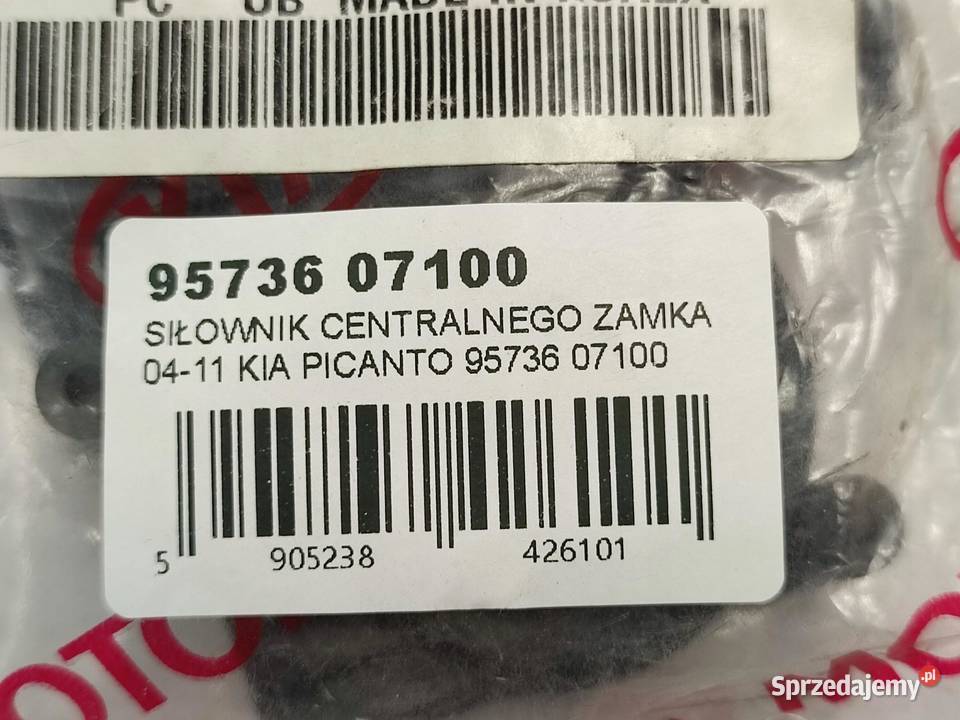 PC UB MADE IN KOREA
95736 07100
SIŁOWNIK CENTRALNEGO ZAMKA
04-11 KIA PICANTO 95736 07100
5 905238 426101
MOTO
Sprzedajemy.pl